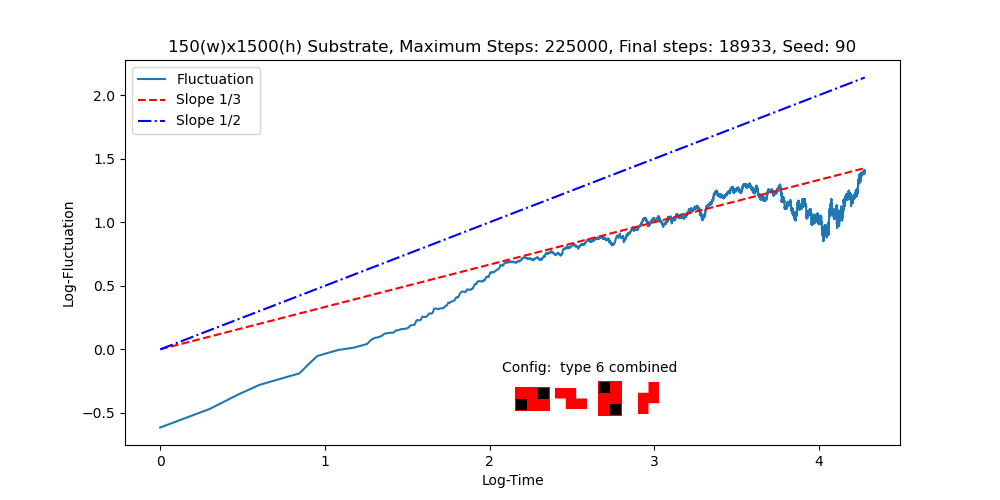 150(w)x1500(h) Substrate, Maximum Steps: 225000, Final steps: 18933, Seed: 90
Fluctuation
Slope 1/3
Slope 1/2
2.0
1.5
1.0
0.5
0.0
−0.5
Log-Fluctuation
Config:  type 6 combined
0 1 2 3 4
Log-Time